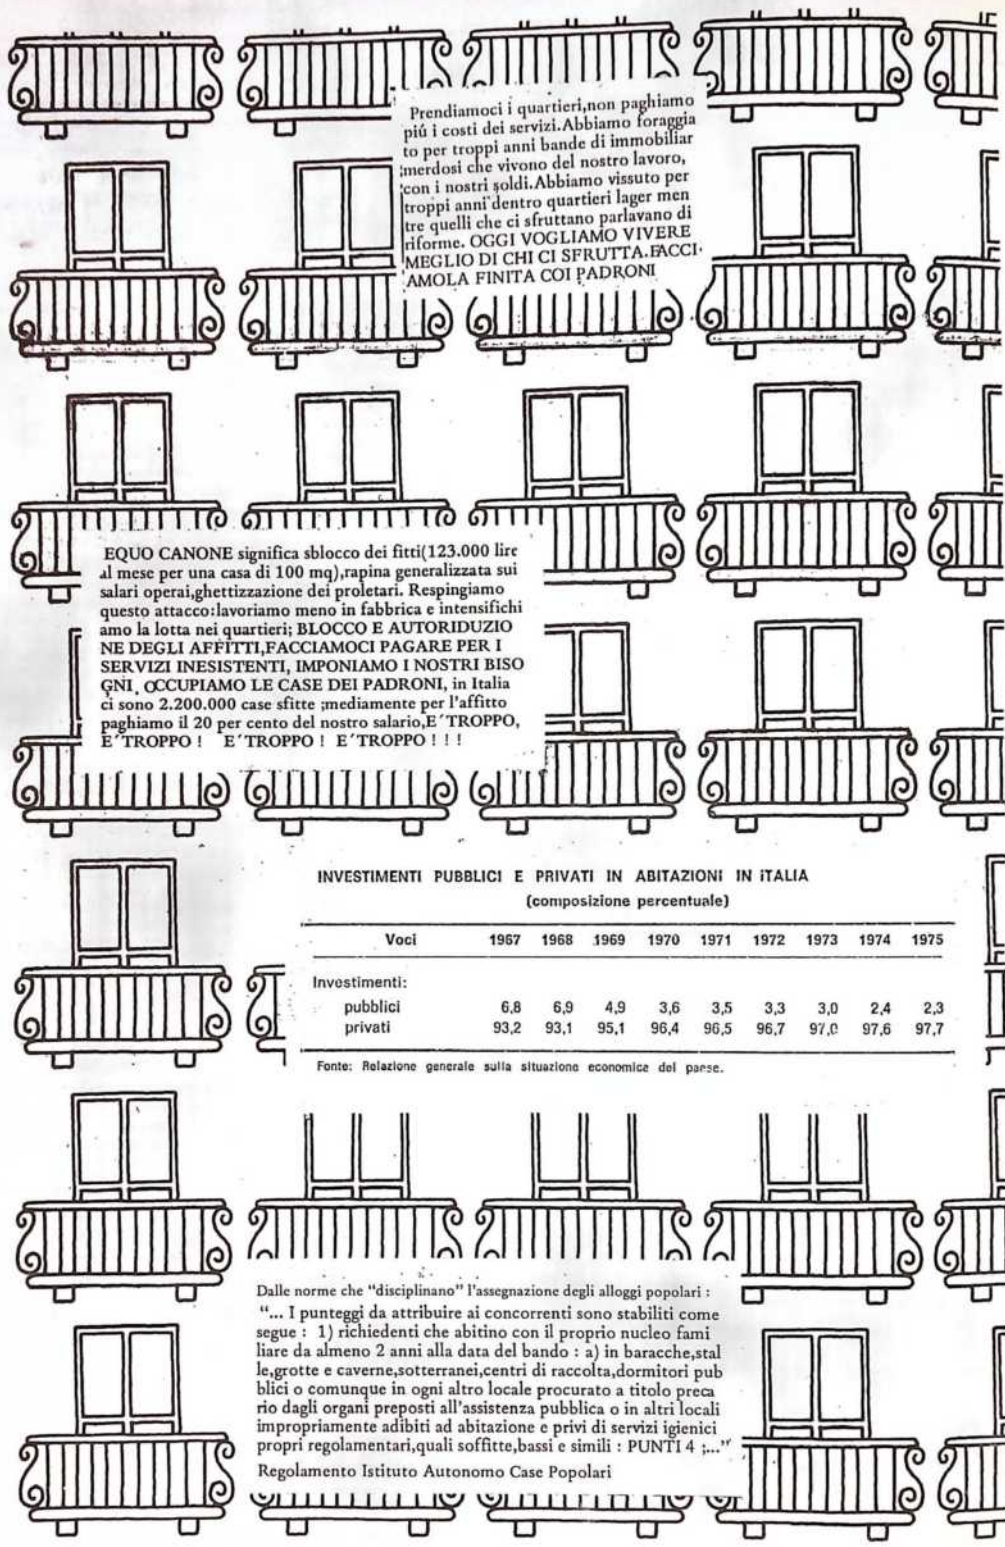 Prendiamoci i quartieri,non paghiamo
piú i costi dei servizi.Abbiamo foraggia
to per troppi anni bande di immobiliar
merdosi che vivono del nostro lavoro,
con i nostri soldi.Abbiamo vissuto per
troppi anni dentro quartieri lager men
tre quelli che ci sfruttano parlavano di
riforme. OGGI VOGLIAMO VIVERE
MEGLIO DI CHI CI SFRUTTA.FACCI-
AMOLA FINITA COI PADRONI
EQUO CANONE significa sblocco dei fitti(123.000 lire
al mese per una casa di 100 mq),rapina generalizzata sui
salari operai,ghettizzazione dei proletari. Respingiamo
questo attacco:lavoriamo meno in fabbrica e intensifichi
amo la lotta nei quartieri; BLOCCO E AUTORIDUZIO
NE DEGLI AFFITTI,FACCIAMOCI PAGARE PER I
SERVIZI INESISTENTI, IMPONIAMO I NOSTRI BISO
GNI, OCCUPIAMO LE CASE DEI PADRONI, in Italia
ci sono 2.200.000 case sfitte ;mediamente per l'affitto
paghiamo il 20 per cento del nostro salario,E´TROPPO,
E´TROPPO ! E´TROPPO ! E´TROPPO ! ! !
INVESTIMENTI PUBBLICI E PRIVATI IN ABITAZIONI IN ITALIA
(composizione percentuale)
Voci 1967 1968 1969 1970 1971 1972 1973 1974 1975
Investimenti:
pubblici 6,8 6,9 4,9 3,6 3,5 3,3 3,0 2,4 2,3
privati 93,2 93,1 95,1 96,4 96,5 96,7 97,0 97,6 97,7
Fonte: Relazione generale sulla situazione economica del paese.
Dalle norme che "disciplinano" l'assegnazione degli alloggi popolari :
"... I punteggi da attribuire ai concorrenti sono stabiliti come
segue : 1) richiedenti che abitino con il proprio nucleo fami
liare da almeno 2 anni alla data del bando : a) in baracche,stal
le,grotte e caverne,sotterranei,centri di raccolta,dormitori pub
blici o comunque in ogni altro locale procurato a titolo preca
rio dagli organi preposti all'assistenza pubblica o in altri locali
impropriamente adibiti ad abitazione e privi di servizi igienici
propri regolamentari,quali soffitte,bassi e simili : PUNTI 4 ;..."
Regolamento Istituto Autonomo Case Popolari